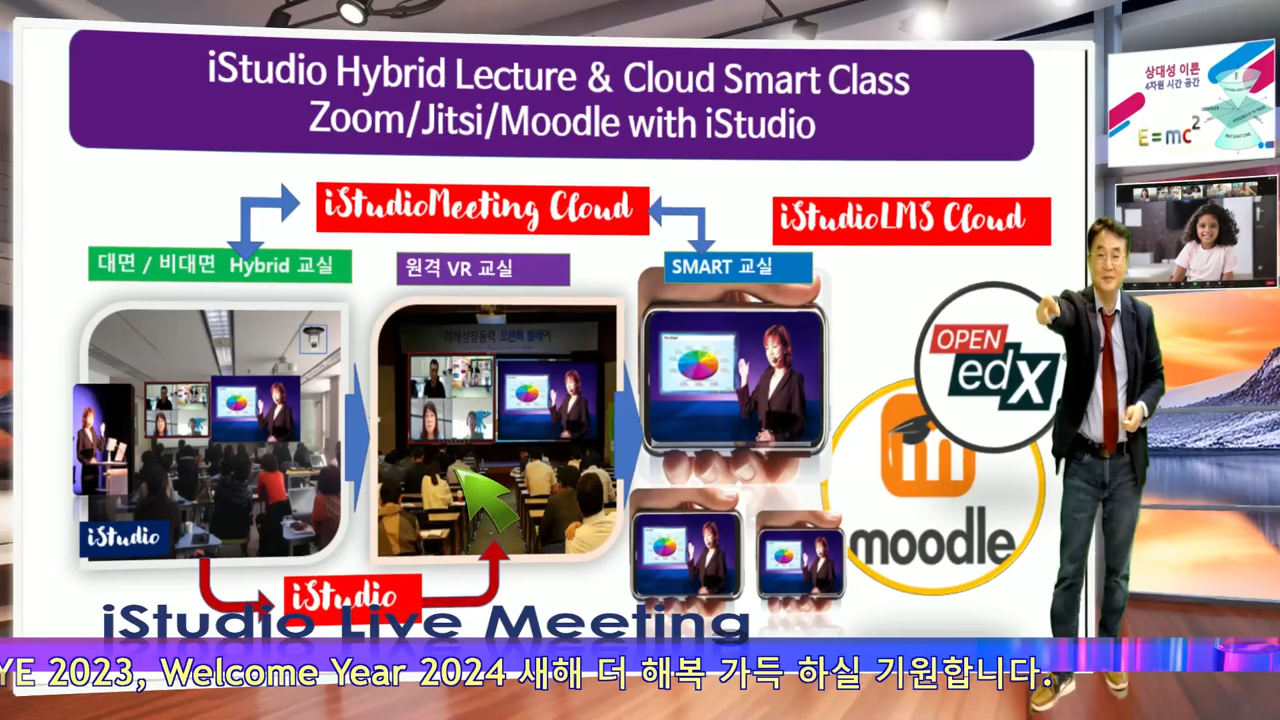 iStudio Hybrid Lecture & Cloud Smart Class
Zoom/Jitsi/Moodle with iStudio
상대성 이론
4차원 시간 공간
E=mc2
iStudioMeeting Cloud
iStudioLMS Cloud
대면 / 비대면 Hybrid 교실
원격 VR 교실
SMART 교실
OPEN
edX
moodle
iStudio
iStudio
iStudio Live Meeting
YE 2023, Welcome Year 2024 새해 더 해복 가득 하실 기원합니다.